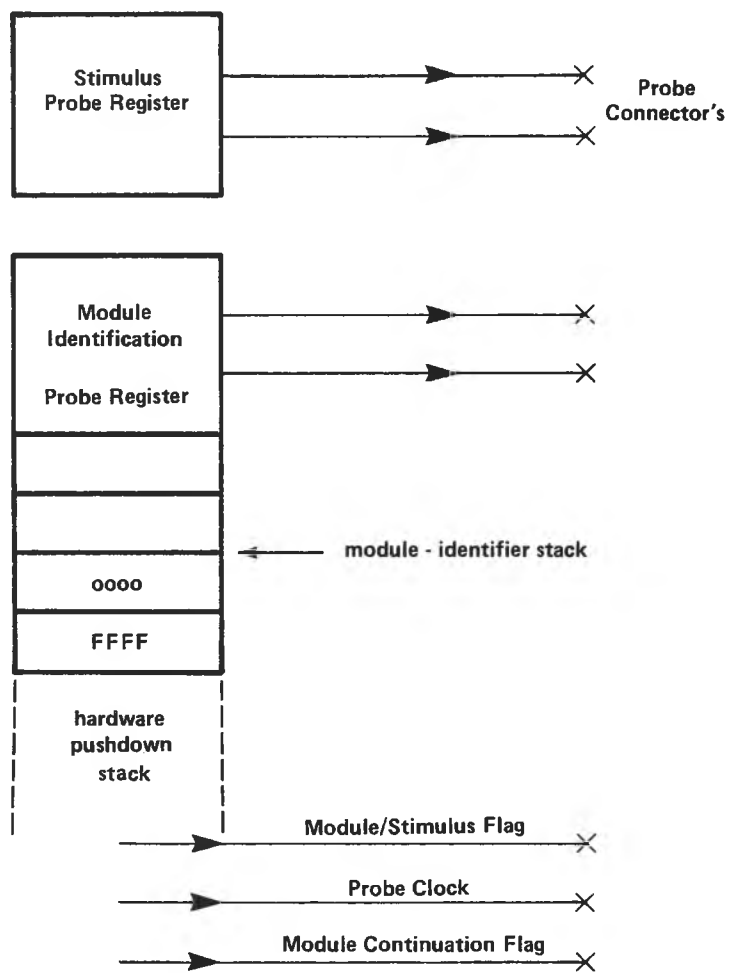 Stimulus
Probe Register
Probe
Connector's
Module
Identification
Probe Register
module - identifier stack
oooo
FFFF
hardware
pushdown
stack
Module/Stimulus Flag
Probe Clock
Module Continuation Flag